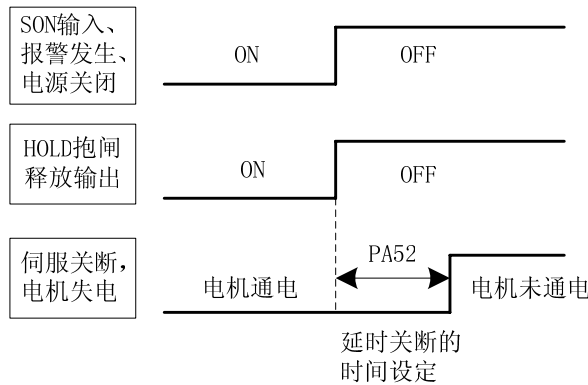 SON输入、
报警发生、
电源关闭
ON
OFF
HOLD抱闸
释放输出
ON
OFF
伺服关断，
电机失电
电机通电
PA52
电机未通电
延时关断的
时间设定